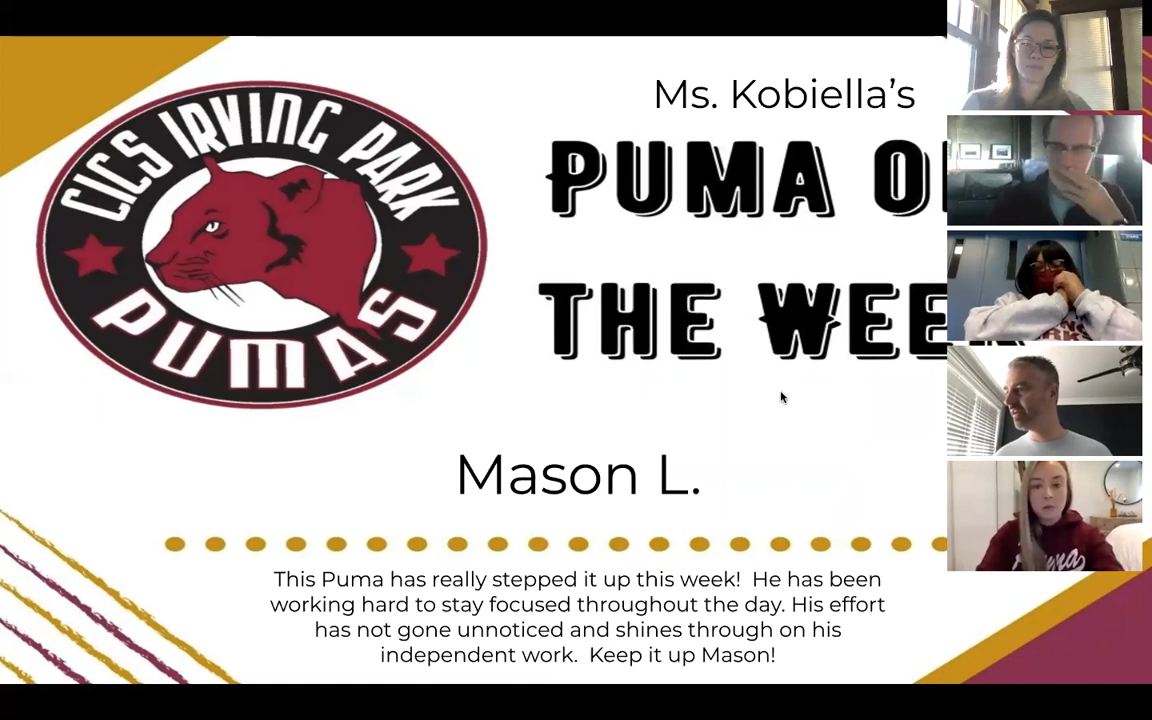 CICS IRVING PARK
PUMAS
Ms. Kobiella's
PUMA O
THE WEE
Mason L.
This Puma has really stepped it up this week!  He has been
working hard to stay focused throughout the day. His effort
has not gone unnoticed and shines through on his
independent work.  Keep it up Mason!